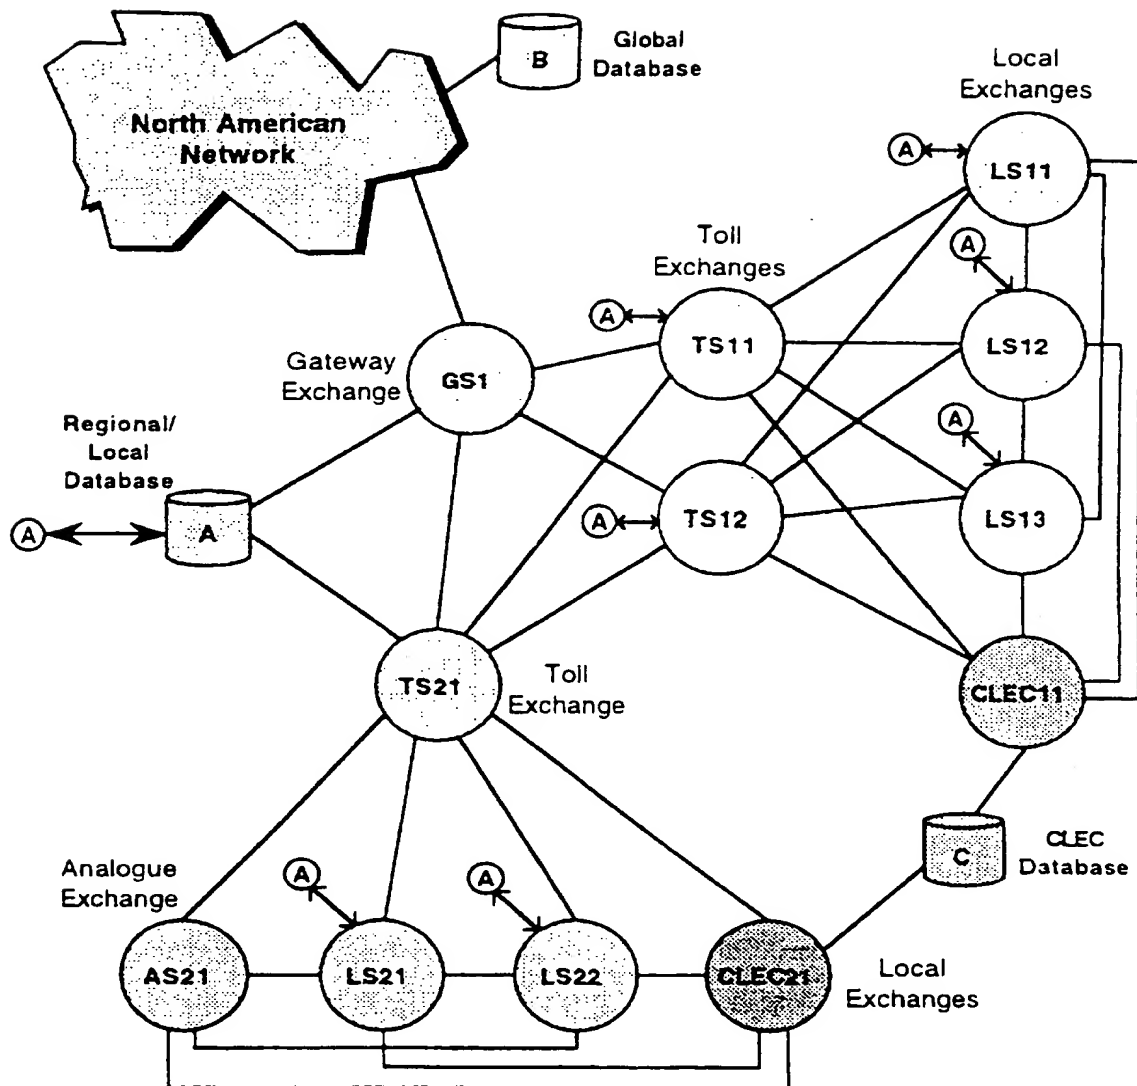 Global
Database
B
North American
Network
Local
Exchanges
A
LS11
Toll
Exchanges
A
A
TS11
LS12
Gateway
Exchange
GS1
Regional/
Local
Database
A
A
A
A
TS12
LS13
TS21
Toll
Exchange
CLEC11
C
CLEC
Database
Analogue
Exchange
A
A
AS21
LS21
LS22
CLEC21
Local
Exchanges